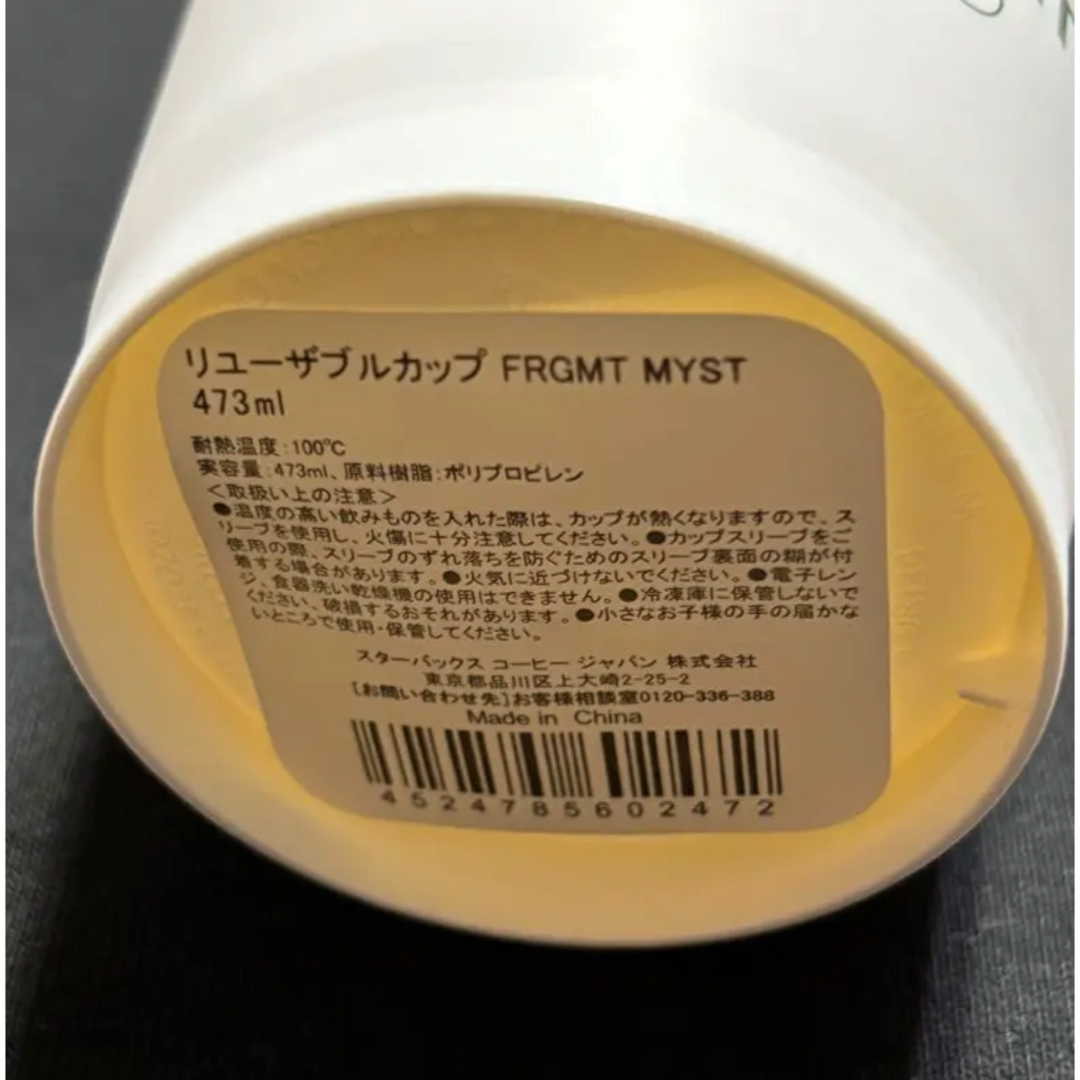 リユーザブルカップ FRGMT MYST
473ml
耐熱温度:100℃
実容量:473ml、原料樹脂:ポリプロピレン
＜取扱い上の注意＞
●温度の高い飲みものを入れた際は、カップが熱くなりますので、ス
リーブを使用し、火傷に十分注意してください。●カップスリーブをご
使用の際、スリーブのずれ落ちを防ぐためのスリーブ裏面の糊が付
着する場合があります。●火気に近づけないでください。●電子レン
ジ、食器洗い乾燥機の使用はできません。●冷凍庫に保管しないで
ください、破損するおそれがあります。●小さなお子様の手の届かな
いところで使用・保管してください。
スターバックス コーヒー ジャパン 株式会社
東京都品川区上大崎2-25-2
[お問い合わせ先]お客様相談室0120-336-388
Made in China
4524785602472